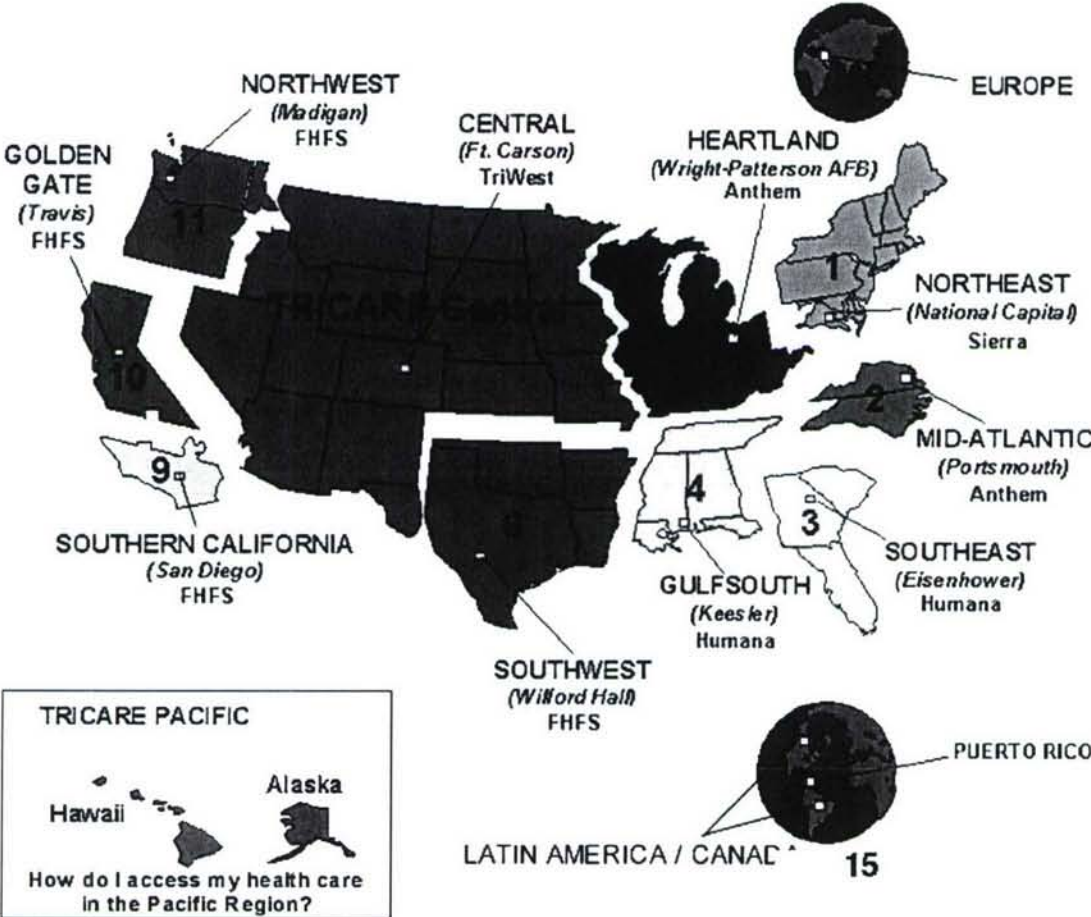 EUROPE
NORTHWEST
(Madigan)
FHFS
CENTRAL
(Ft. Carson)
TriWest
HEARTLAND
(Wright-Patterson AFB)
Anthem
GOLDEN
GATE
(Travis)
FHFS
11
1
NORTHEAST
(National Capital)
Sierra
TRICARE Central
10
2
MID-ATLANTIC
(Portsmouth)
Anthem
9
SOUTHERN CALIFORNIA
(San Diego)
FHFS
4
3
SOUTHEAST
(Eisenhower)
Humana
GULFSOUTH
(Keesler)
Humana
SOUTHWEST
(Wilford Hall)
FHFS
TRICARE PACIFIC
Hawaii
Alaska
How do I access my health care
in the Pacific Region?
PUERTO RICO
LATIN AMERICA / CANAD
15